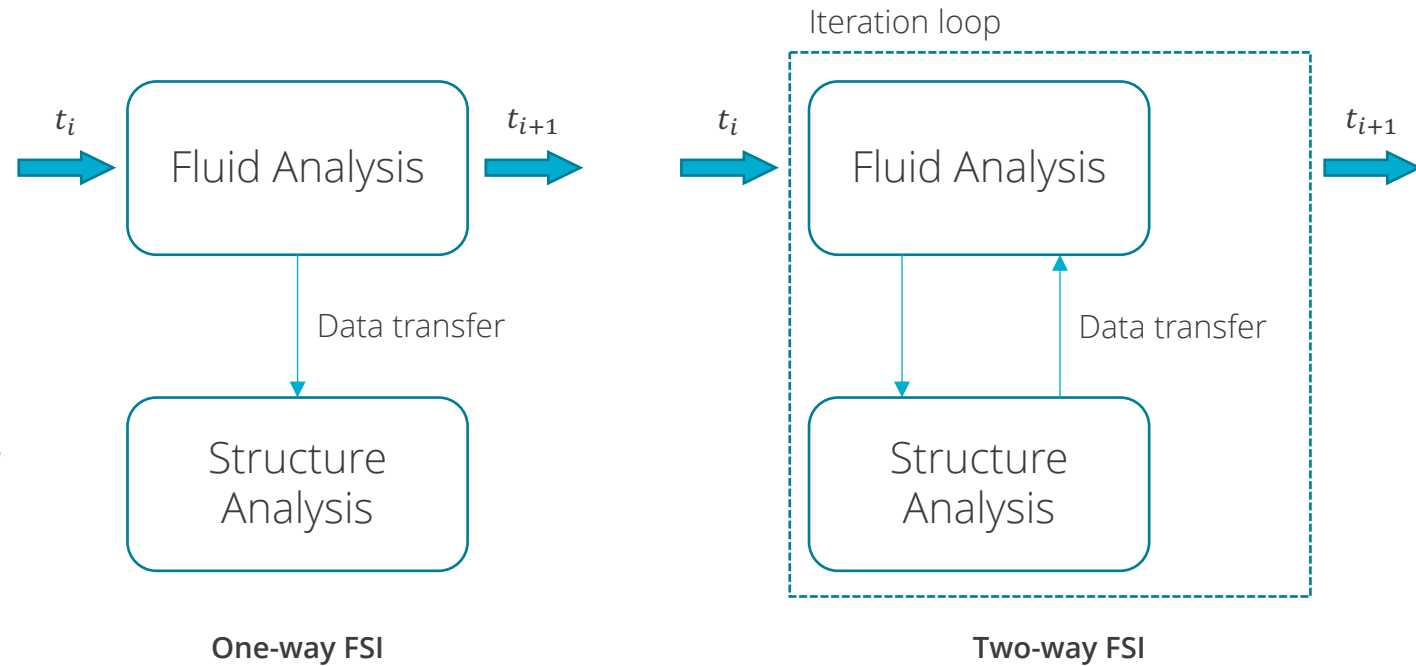 Iteration loop
t_i
Fluid Analysis
t_{i+1}
Data transfer
Structure
Analysis
One-way FSI
t_i
Fluid Analysis
t_{i+1}
Data transfer
Structure
Analysis
Two-way FSI